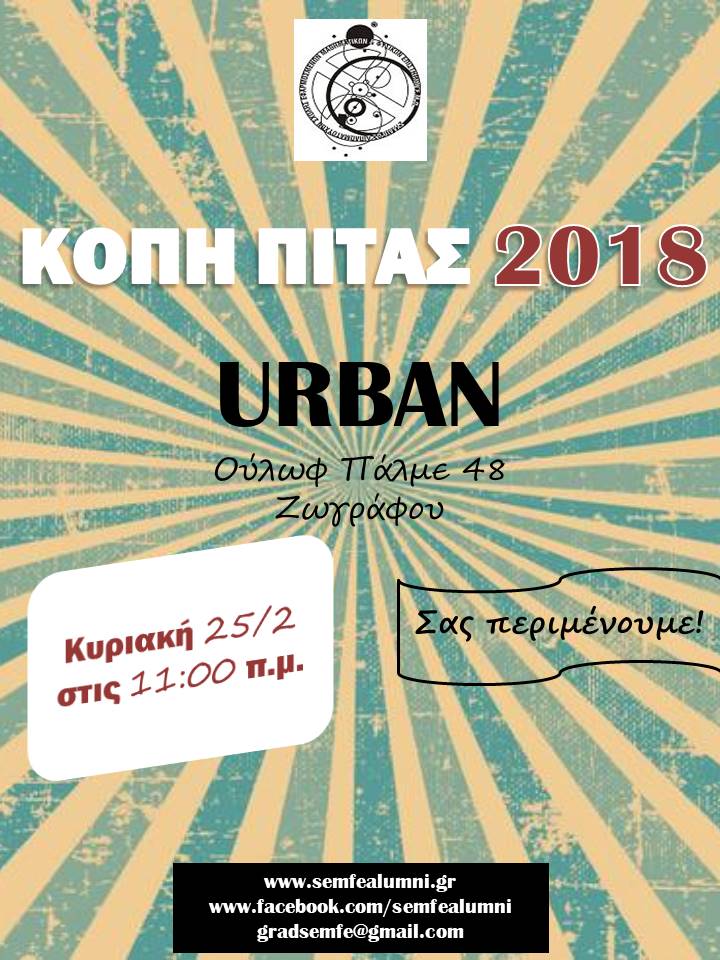 ΚΟΠΗ ΠΙΤΑΣ 2018
URBAN
Ούλωφ Πάλμε 48
Ζωγράφου
Κυριακή 25/2
στις 11:00 π.μ.
Σας περιμένουμε!
www.semfealumni.gr
www.facebook.com/semfealumni
gradsemfe@gmail.com